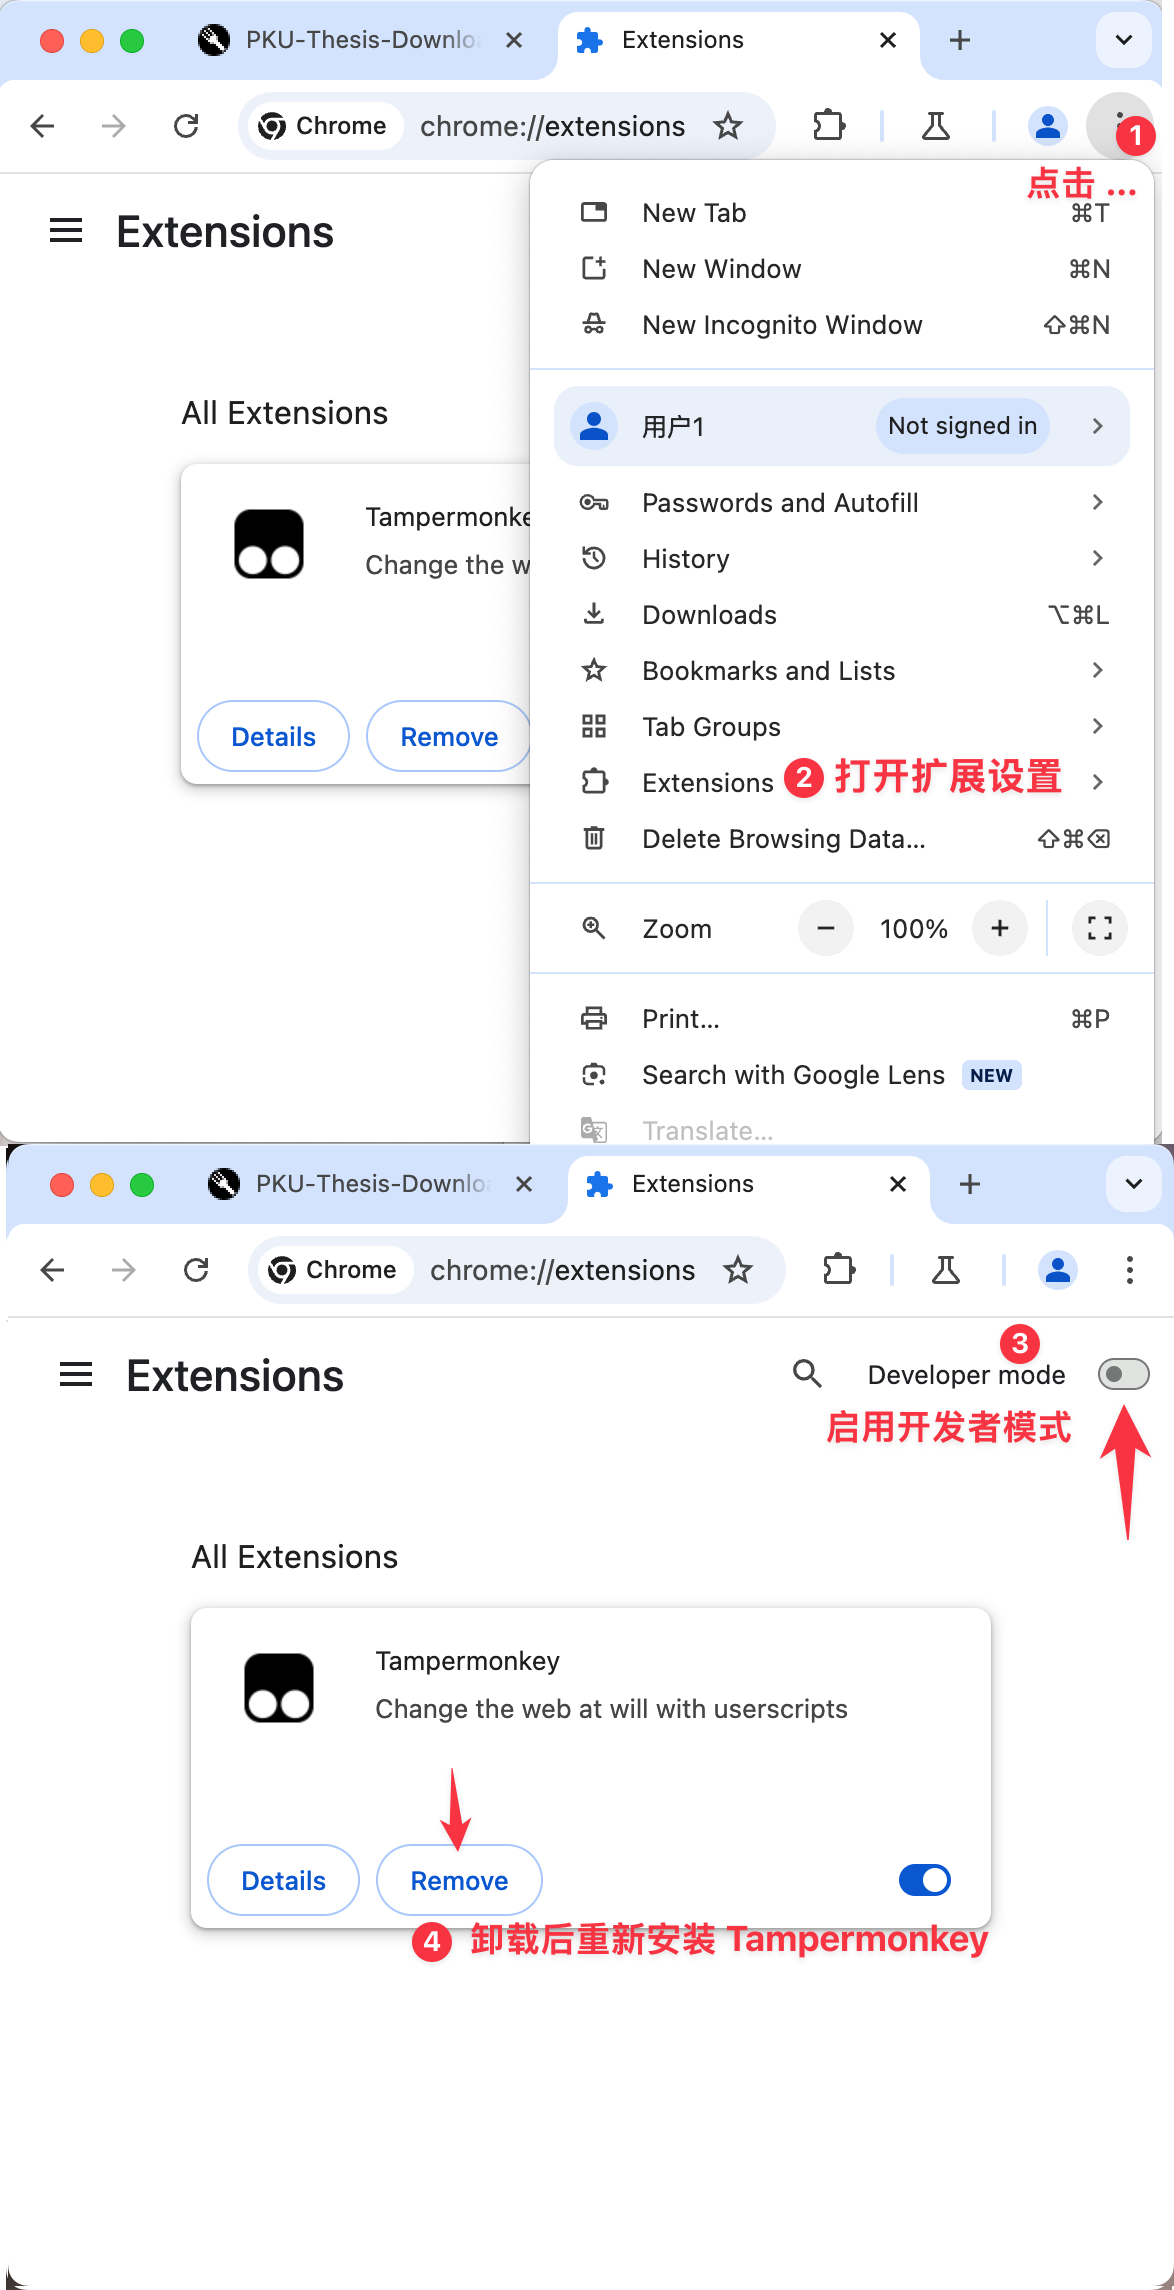 PKU-Thesis-Downlo
Extensions
Chrome
chrome://extensions
1
点击 ...
Extensions
New Tab
⌘T
New Window
⌘N
New Incognito Window
⇧⌘N
All Extensions
用户1
Not signed in
Tampermonke
Change the w
Passwords and Autofill
History
Downloads
⌥⌘L
Bookmarks and Lists
Details
Remove
Tab Groups
Extensions
2 打开扩展设置
Delete Browsing Data...
⇧⌘⌫
Zoom
100%
Print...
⌘P
Search with Google Lens
NEW
Translate...
PKU-Thesis-Downlo
Extensions
Chrome
chrome://extensions
3
Extensions
Developer mode
启用开发者模式
All Extensions
Tampermonkey
Change the web at will with userscripts
Details
Remove
4 卸载后重新安装 Tampermonkey